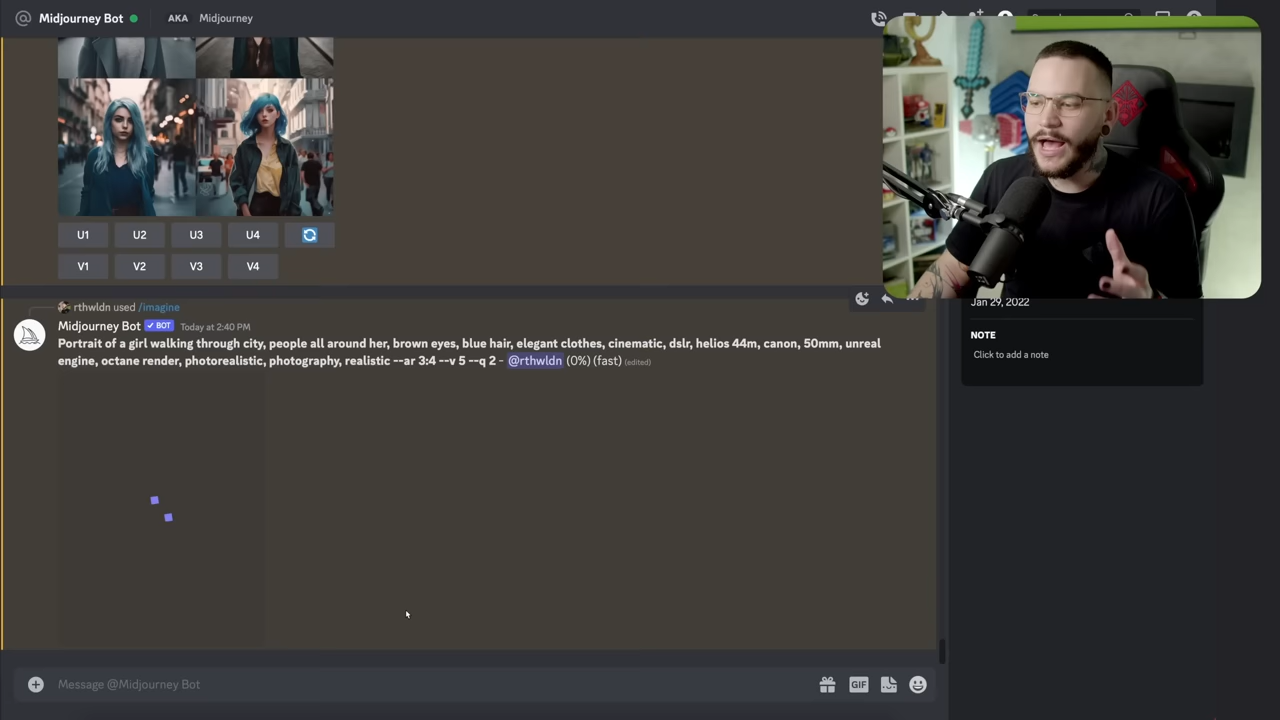 Midjourney Bot
AKA Midjourney
U1 U2 U3 U4
V1 V2 V3 V4
rthwldn used /imagine
Midjourney Bot ✓ BOT Today at 2:40 PM
Portrait of a girl walking through city, people all around her, brown eyes, blue hair, elegant clothes, cinematic, dslr, helios 44m, canon, 50mm, unreal
engine, octane render, photorealistic, photography, realistic --ar 3:4 --v 5 --q 2 - @rthwldn (0%) (fast) (edited)
Jan 29, 2022
NOTE
Click to add a note
Message @Midjourney Bot
GIF